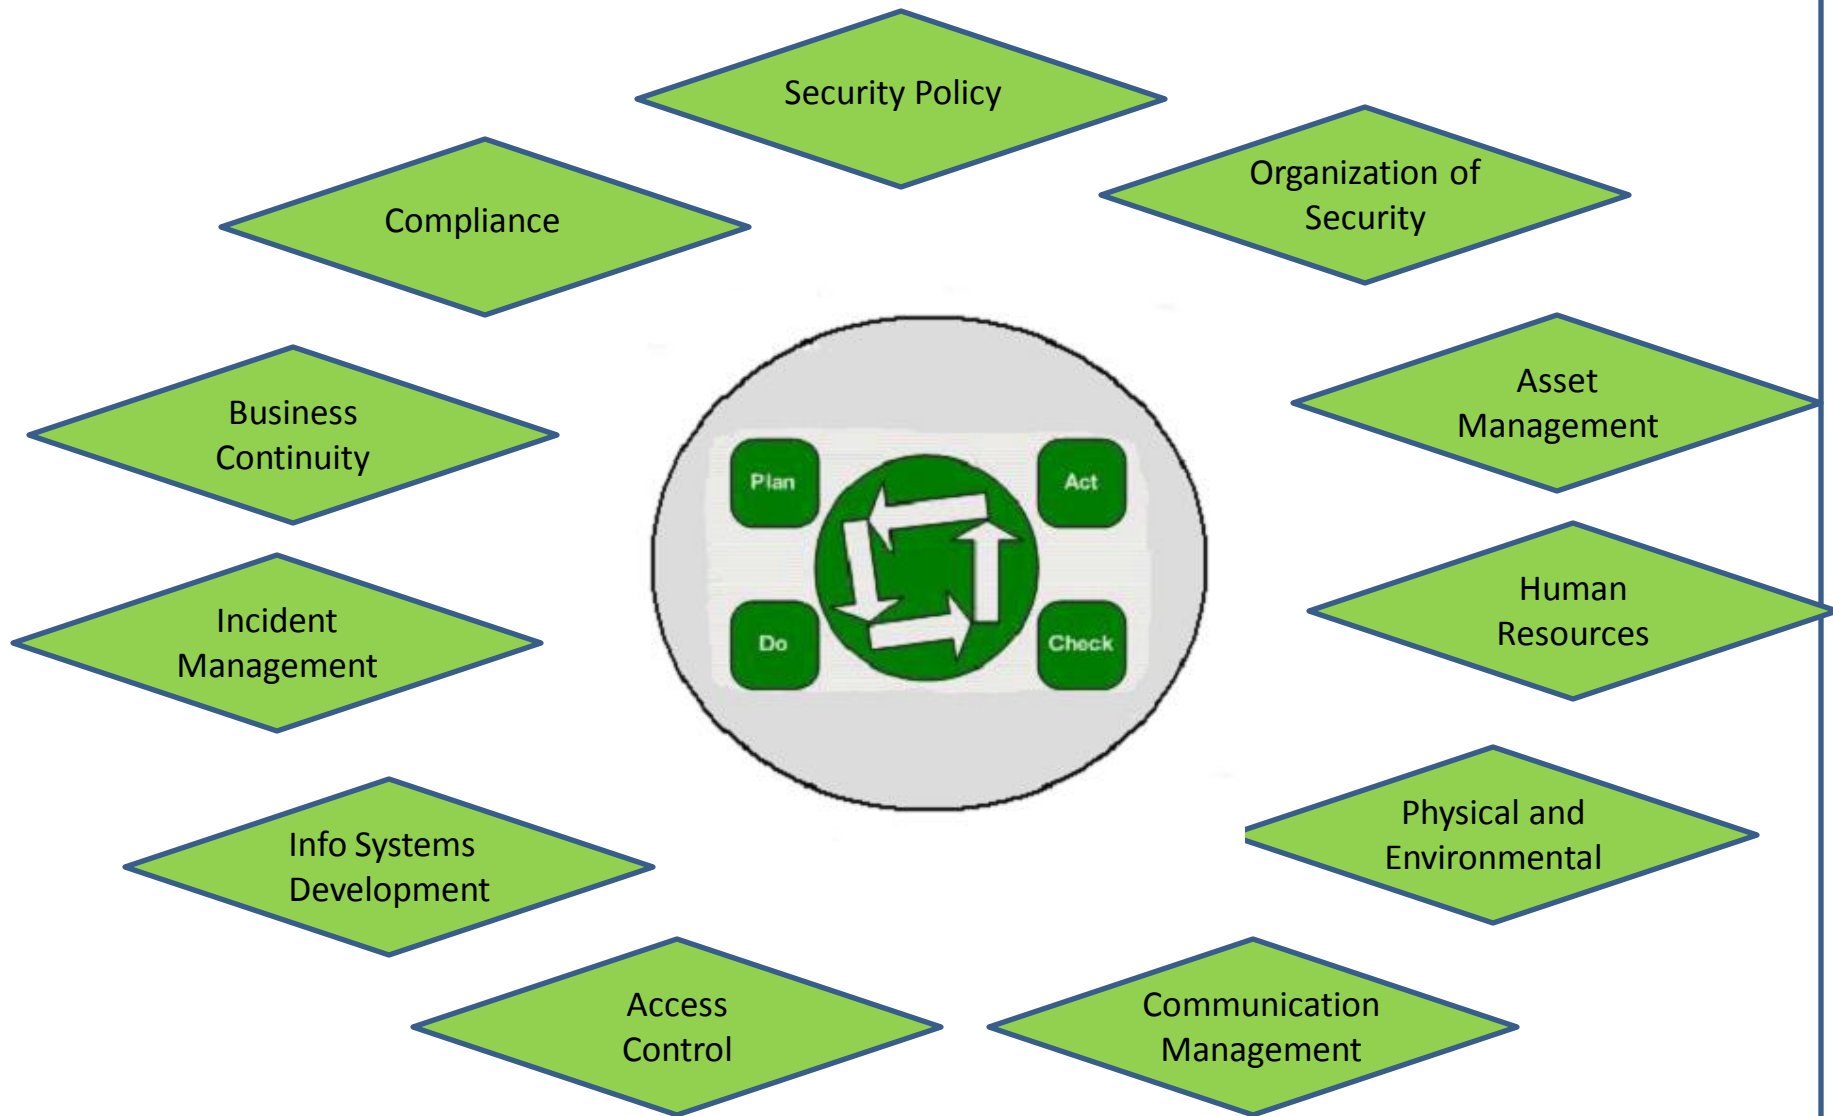 Security Policy
Organization of
Security
Compliance
Asset
Management
Business
Continuity
Plan
Act
Human
Resources
Incident
Management
Do
Check
Physical and
Environmental
Info Systems
Development
Access
Control
Communication
Management